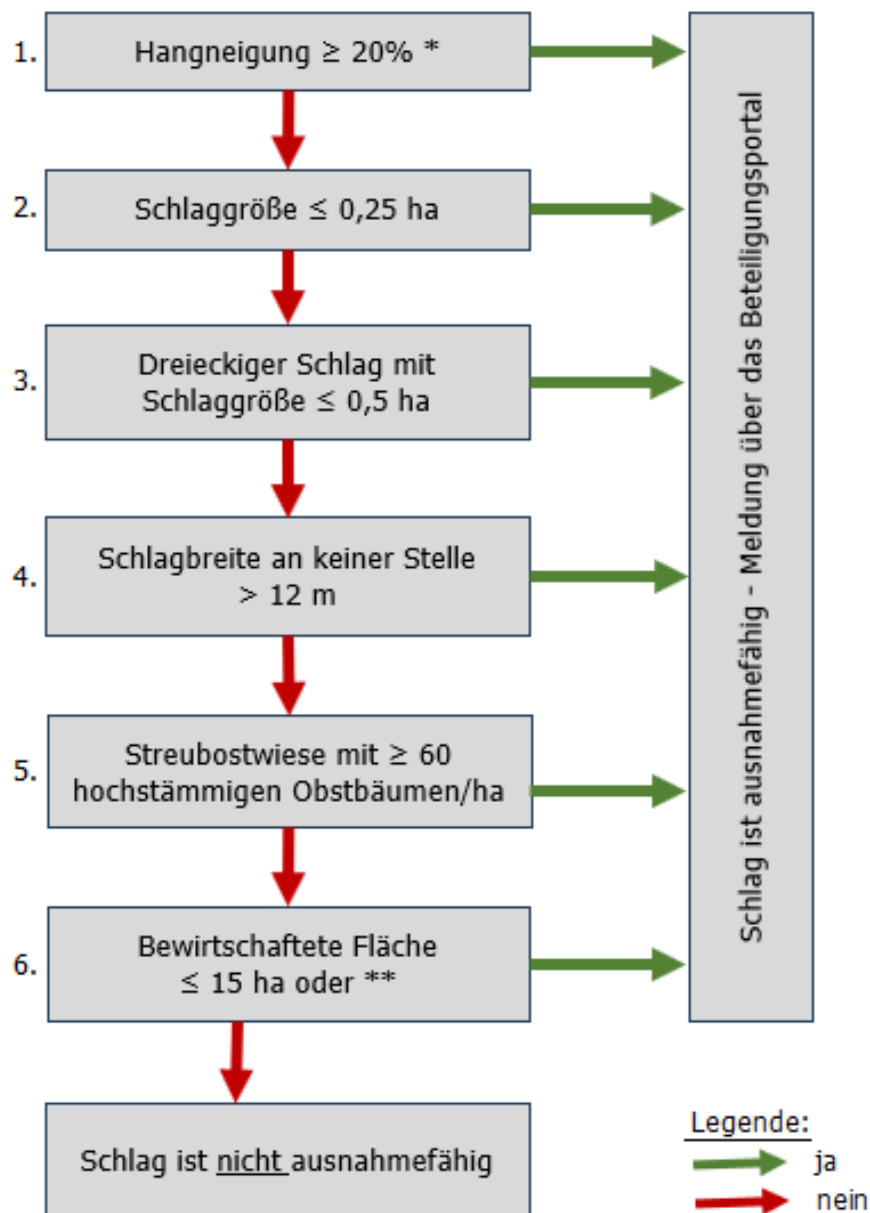 1. Hangneigung ≥ 20% *
2. Schlaggröße ≤ 0,25 ha
3. Dreieckiger Schlag mit
Schlaggröße ≤ 0,5 ha
4. Schlagbreite an keiner Stelle
> 12 m
5. Streubostwiese mit ≥ 60
hochstämmigen Obstbäumen/ha
6. Bewirtschaftete Fläche
≤ 15 ha oder **
Schlag ist nicht ausnahmefähig
Schlag ist ausnahmefähig - Meldung über das Beteiligungsportal
Legende:
ja
nein